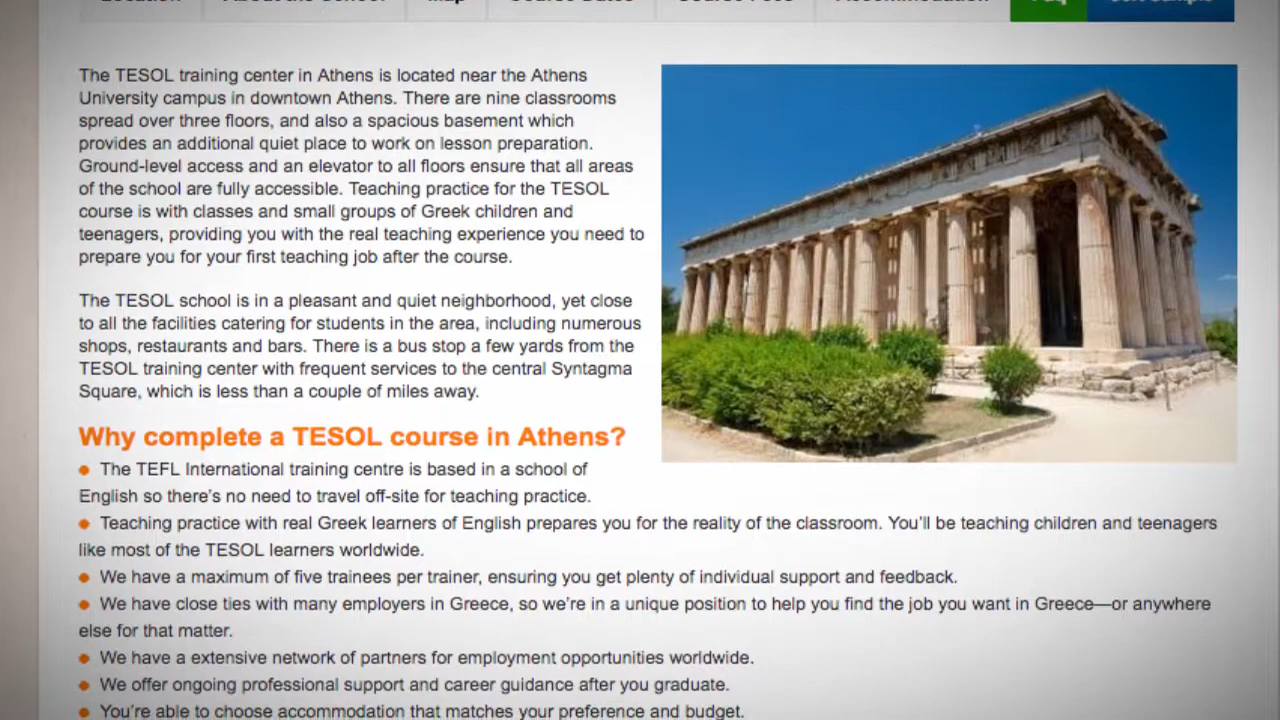 Location About the School Map Course Dates Course Fees Accommodation Faq
The TESOL training center in Athens is located near the Athens
University campus in downtown Athens. There are nine classrooms
spread over three floors, and also a spacious basement which
provides an additional quiet place to work on lesson preparation.
Ground-level access and an elevator to all floors ensure that all areas
of the school are fully accessible. Teaching practice for the TESOL
course is with classes and small groups of Greek children and
teenagers, providing you with the real teaching experience you need to
prepare you for your first teaching job after the course.
The TESOL school is in a pleasant and quiet neighborhood, yet close
to all the facilities catering for students in the area, including numerous
shops, restaurants and bars. There is a bus stop a few yards from the
TESOL training center with frequent services to the central Syntagma
Square, which is less than a couple of miles away.
Why complete a TESOL course in Athens?
The TEFL International training centre is based in a school of
English so there's no need to travel off-site for teaching practice.
Teaching practice with real Greek learners of English prepares you for the reality of the classroom. You'll be teaching children and teenagers
like most of the TESOL learners worldwide.
We have a maximum of five trainees per trainer, ensuring you get plenty of individual support and feedback.
We have close ties with many employers in Greece, so we're in a unique position to help you find the job you want in Greece—or anywhere
else for that matter.
We have a extensive network of partners for employment opportunities worldwide.
We offer ongoing professional support and career guidance after you graduate.
You're able to choose accommodation that matches your preference and budget.